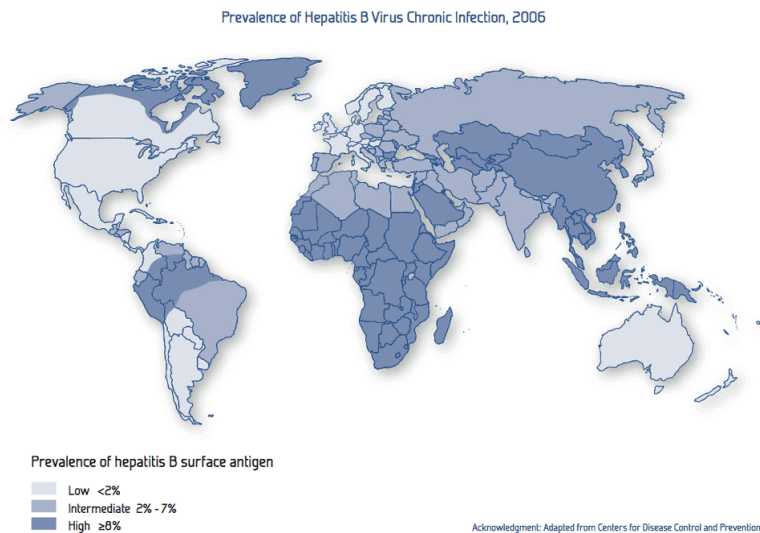 Prevalence of Hepatitis B Virus Chronic Infection, 2006
Prevalence of hepatitis B surface antigen
Low <2%
Intermediate 2% - 7%
High ≥8%
Acknowledgment: Adapted from Centers for Disease Control and Prevention